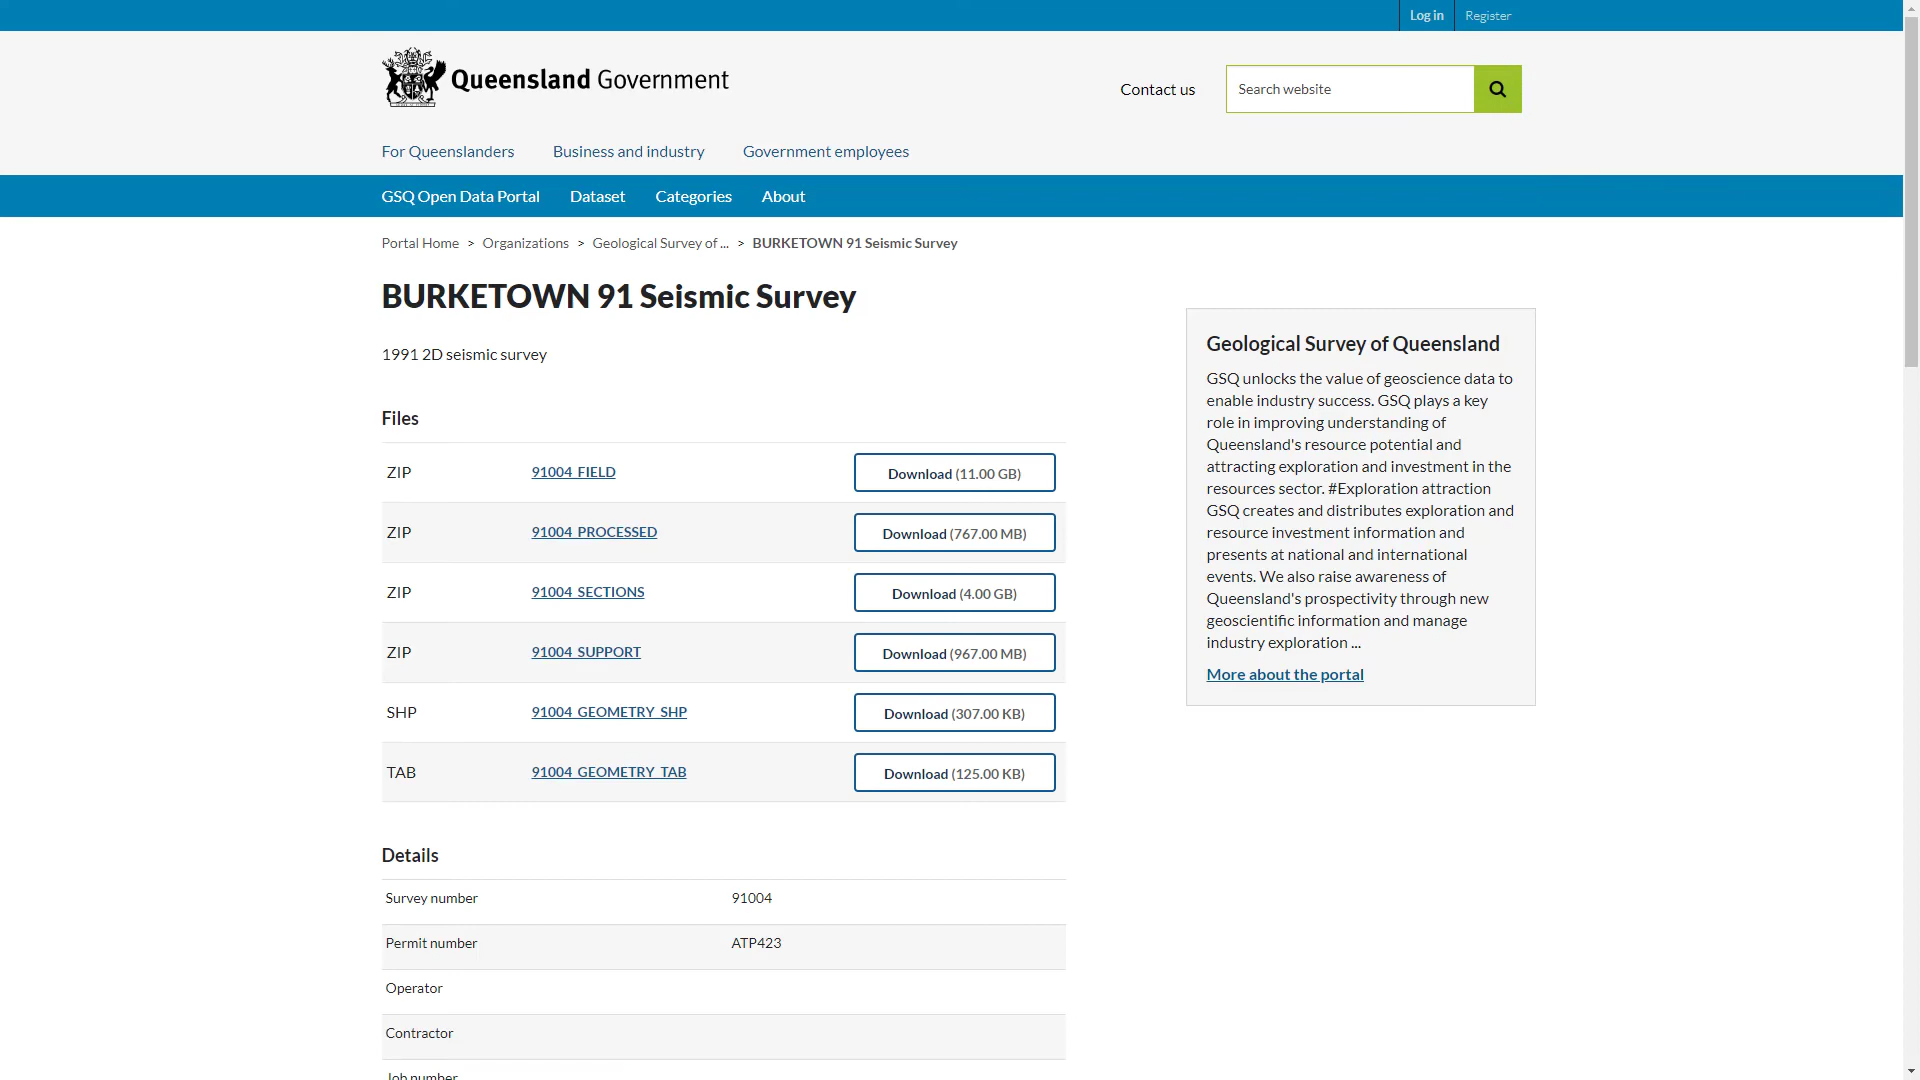 Log in Register
Queensland Government
Contact us
Search website
For Queenslanders Business and industry Government employees
GSQ Open Data Portal Dataset Categories About
Portal Home > Organizations > Geological Survey of ... > BURKETOWN 91 Seismic Survey
BURKETOWN 91 Seismic Survey
1991 2D seismic survey
Files
ZIP 91004_FIELD Download (11.00 GB)
ZIP 91004_PROCESSED Download (767.00 MB)
ZIP 91004_SECTIONS Download (4.00 GB)
ZIP 91004_SUPPORT Download (967.00 MB)
SHP 91004_GEOMETRY_SHP Download (307.00 KB)
TAB 91004_GEOMETRY_TAB Download (125.00 KB)
Details
Survey number 91004
Permit number ATP423
Operator
Contractor
Job number
Geological Survey of Queensland
GSQ unlocks the value of geoscience data to
enable industry success. GSQ plays a key
role in improving understanding of
Queensland's resource potential and
attracting exploration and investment in the
resources sector. #Exploration attraction
GSQ creates and distributes exploration and
resource investment information and
presents at national and international
events. We also raise awareness of
Queensland's prospectivity through new
geoscientific information and manage
industry exploration ...
More about the portal